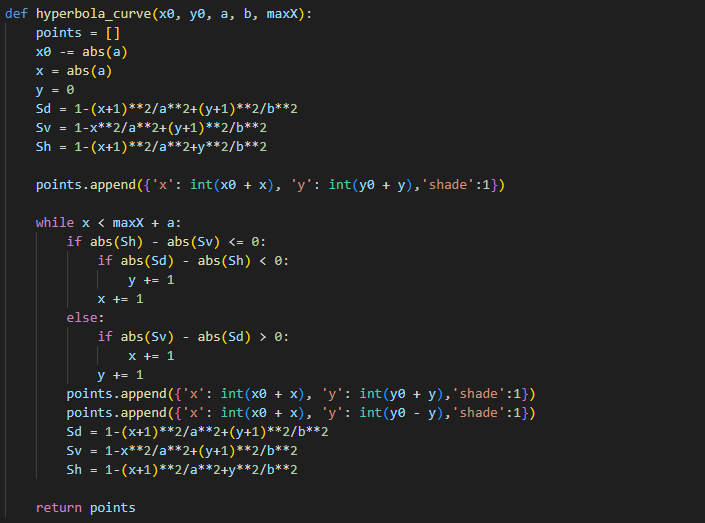 def hyperbola_curve(x0, y0, a, b, maxX):
    points = []
    x0 -= abs(a)
    x = abs(a)
    y = 0
    Sd = 1-(x+1)**2/a**2+(y+1)**2/b**2
    Sv = 1-x**2/a**2+(y+1)**2/b**2
    Sh = 1-(x+1)**2/a**2+y**2/b**2

    points.append({'x': int(x0 + x), 'y': int(y0 + y),'shade':1})

    while x < maxX + a:
        if abs(Sh) - abs(Sv) <= 0:
            if abs(Sd) - abs(Sh) < 0:
                y += 1
            x += 1
        else:
            if abs(Sv) - abs(Sd) > 0:
                x += 1
            y += 1
        points.append({'x': int(x0 + x), 'y': int(y0 + y),'shade':1})
        points.append({'x': int(x0 + x), 'y': int(y0 - y),'shade':1})
        Sd = 1-(x+1)**2/a**2+(y+1)**2/b**2
        Sv = 1-x**2/a**2+(y+1)**2/b**2
        Sh = 1-(x+1)**2/a**2+y**2/b**2

    return points